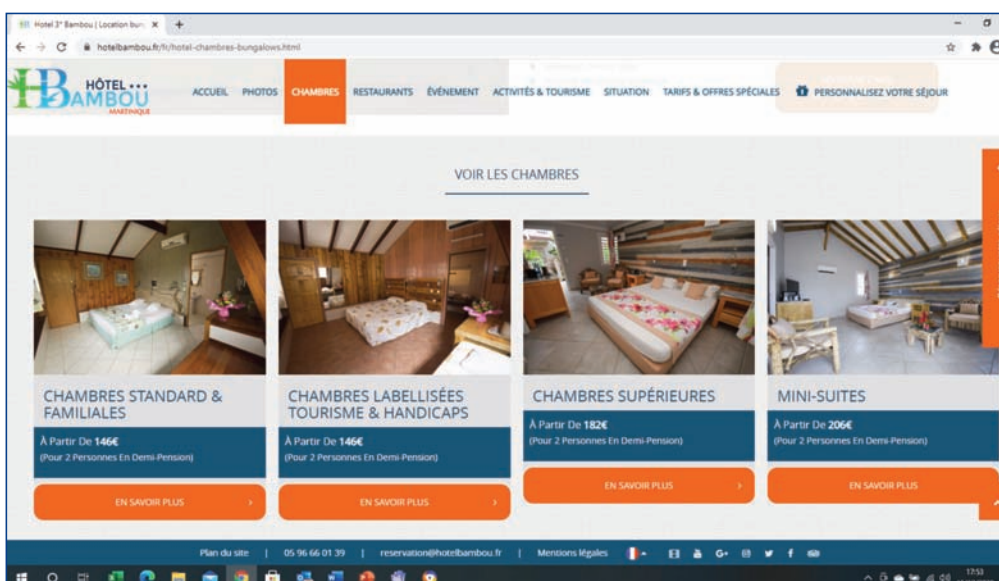 Hotel 3* Bambou | Location bun
hotelbambou.fr/fr/hotel-chambres-bungalows.html
HB HÔTEL ***
BAMBOU
MARTINIQUE
ACCUEIL PHOTOS CHAMBRES RESTAURANTS ÉVÉNEMENT ACTIVITÉS & TOURISME SITUATION TARIFS & OFFRES SPÉCIALES PERSONNALISEZ VOTRE SÉJOUR
VOIR LES CHAMBRES
CHAMBRES STANDARD &
FAMILIALES
À Partir De 146€
(Pour 2 Personnes En Demi-Pension)
EN SAVOIR PLUS
CHAMBRES LABELLISÉES
TOURISME & HANDICAPS
À Partir De 146€
(Pour 2 Personnes En Demi-Pension)
EN SAVOIR PLUS
CHAMBRES SUPÉRIEURES
À Partir De 182€
(Pour 2 Personnes En Demi-Pension)
EN SAVOIR PLUS
MINI-SUITES
À Partir De 206€
(Pour 2 Personnes En Demi-Pension)
EN SAVOIR PLUS
Plan du site | 05 96 66 01 39 | reservation@hotelbambou.fr | Mentions légales
17:53